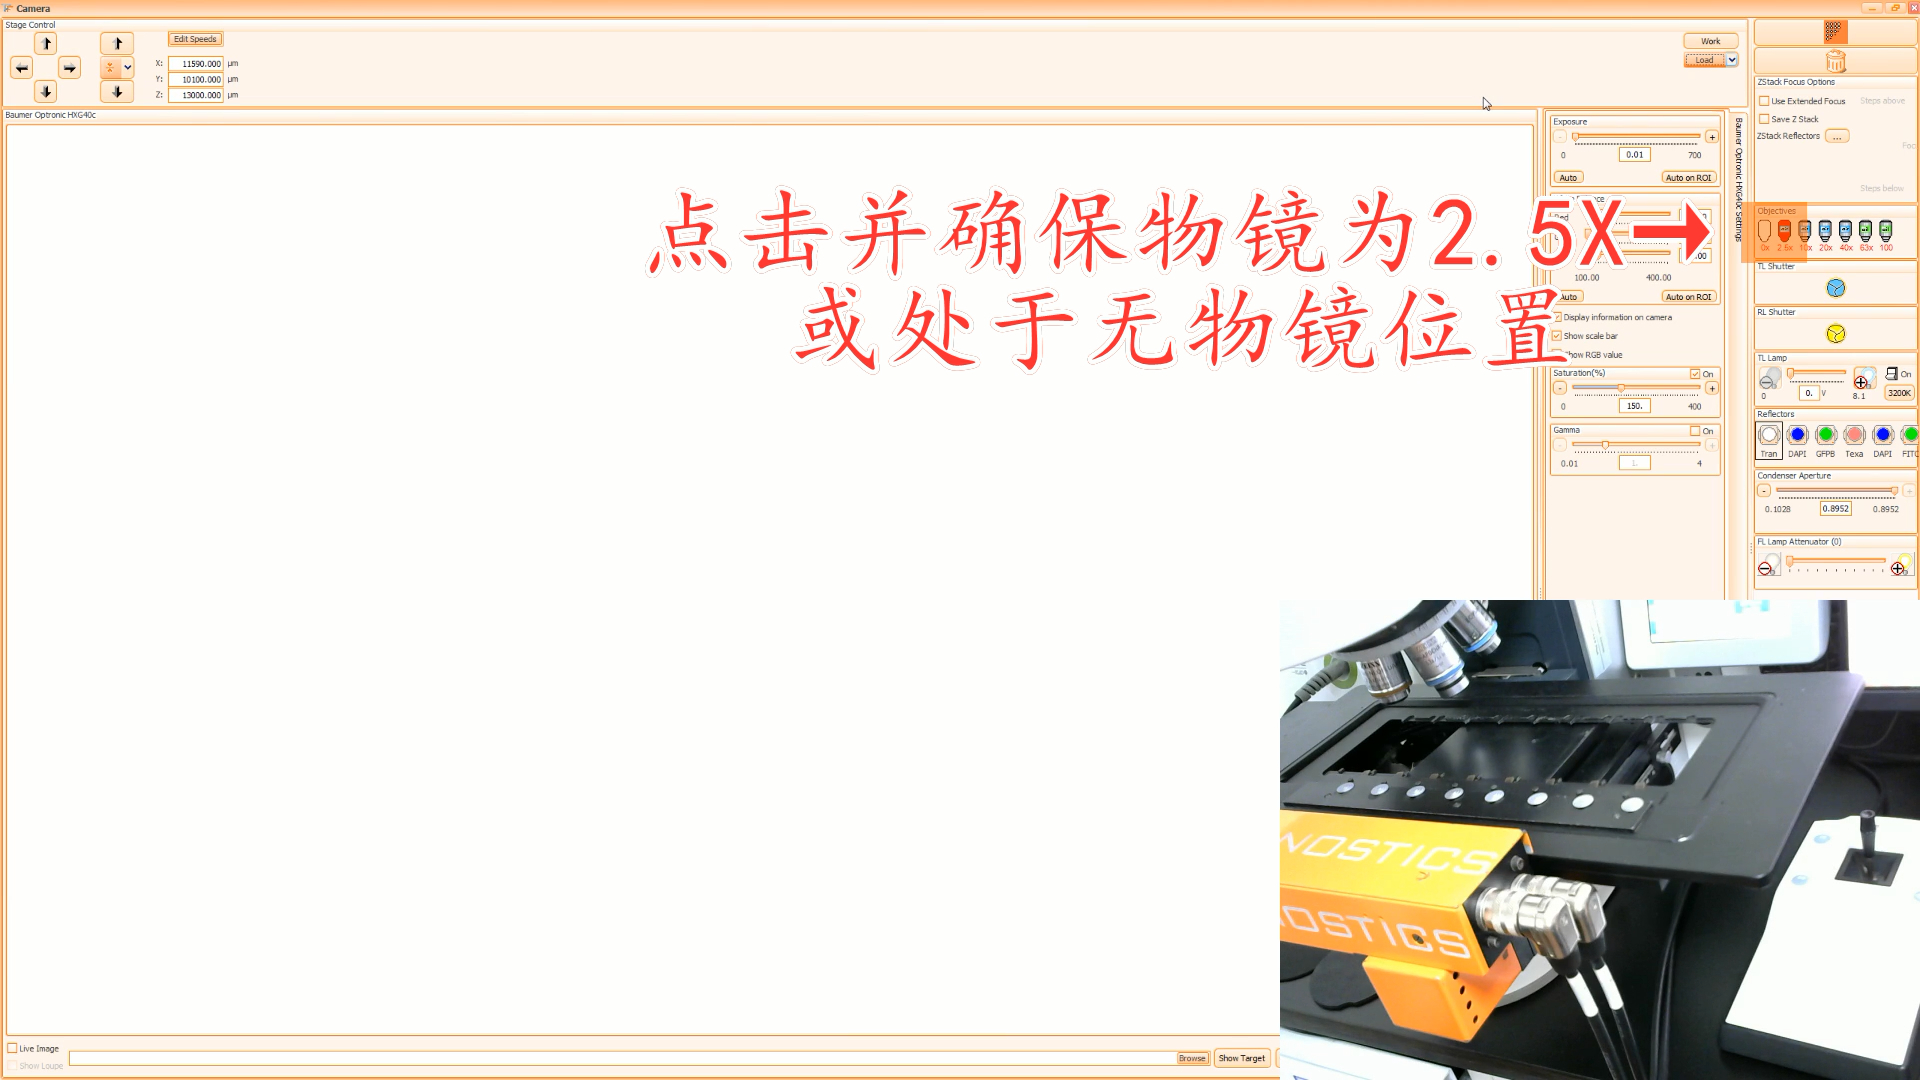 Camera
Stage Control
Edit Speeds
X: 11590.000 µm
Y: 10100.000 µm
Z: 13000.000 µm
Work
Load
Baumer Optronic HXG40c
点击并确保物镜为2.5X
或处于无物镜位置
Exposure
0 0.01 700
Auto Auto on ROI
100.00 400.00
Auto on ROI
Display information on camera
Show scale bar
Show RGB value
Saturation(%) On
0 150. 400
Gamma On
0.01 1. 4
Baumer Optronic HXG40c Settings
ZStack Focus Options
Use Extended Focus Steps above
Save Z Stack
ZStack Reflectors ...
Steps below
Objectives
0x 2.5x 10x 20x 40x 63x 100
TL Shutter
RL Shutter
TL Lamp
On
0 0. V 8.1 3200K
Reflectors
Tran DAPI GFPB Texa DAPI FITC
Condenser Aperture
0.1028 0.8952 0.8952
FL Lamp Attenuator (0)
NOSTICS
NOSTICS
Live Image
Show Loupe
Browse Show Target